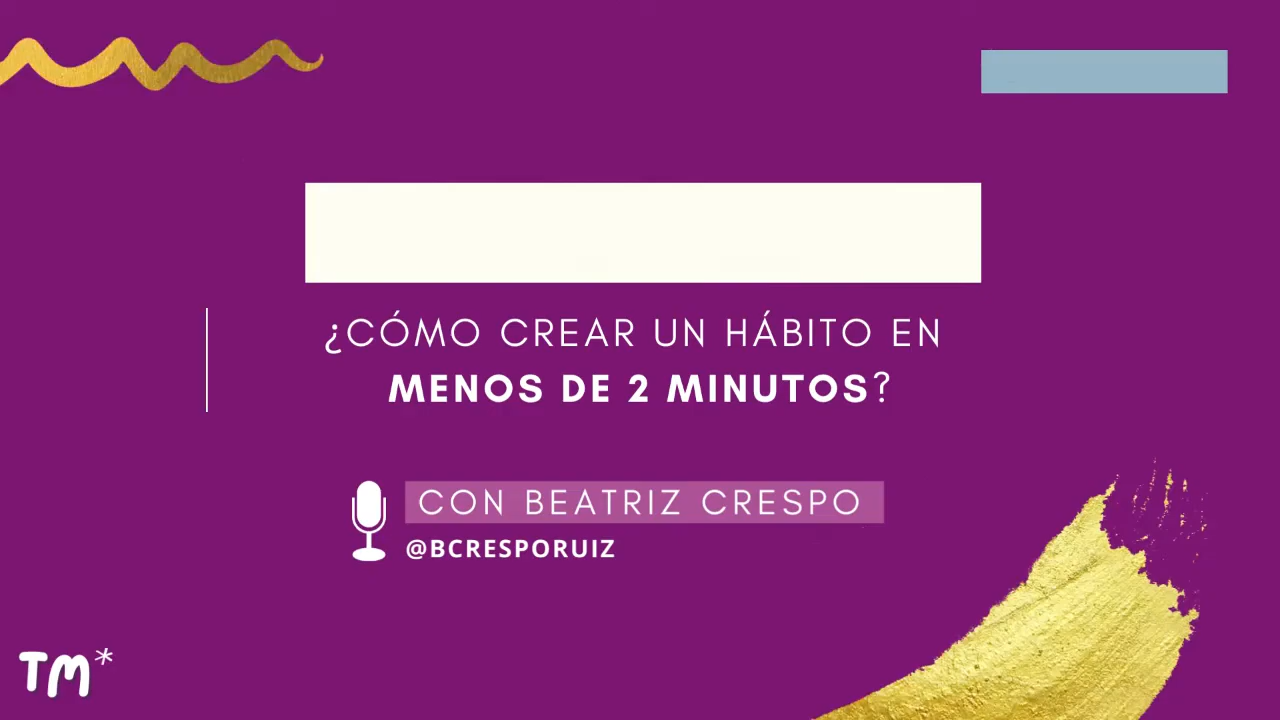 ¿CÓMO CREAR UN HÁBITO EN
MENOS DE 2 MINUTOS?
CON BEATRIZ CRESPO
@BCRESPORUIZ
TM*